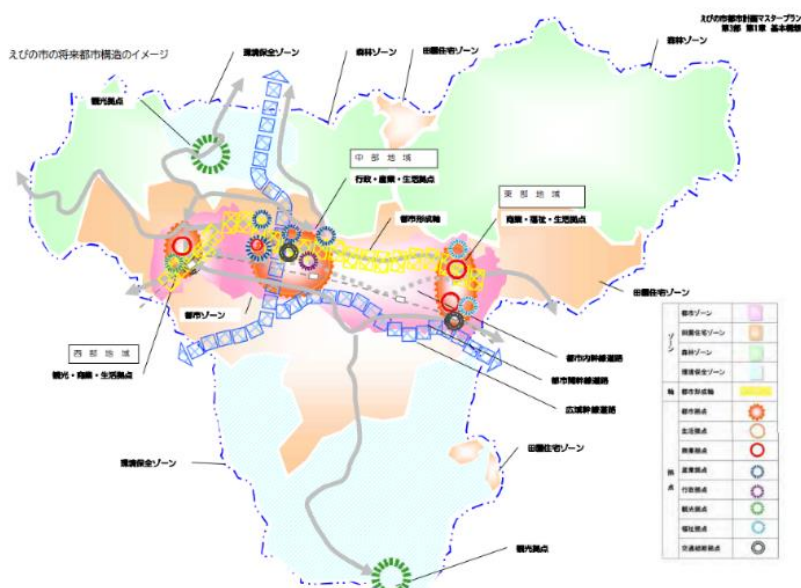 えびの市都市計画マスタープラン
第3部 第1章 基本構想
えびの市の将来都市構造のイメージ
環境保全ゾーン
森林ゾーン
田園住宅ゾーン
森林ゾーン
観光拠点
中部地域
行政・産業・生活拠点
東部地域
都市形成軸
商業・福祉・生活拠点
田園住宅ゾーン
都市ゾーン
西部地域
観光・商業・生活拠点
都市内幹線道路
都市間幹線道路
広域幹線道路
環境保全ゾーン
田園住宅ゾーン
観光拠点
ゾーン
都市ゾーン
田園住宅ゾーン
森林ゾーン
環境保全ゾーン
軸
都市形成軸
拠点
都市拠点
生活拠点
商業拠点
産業拠点
行政拠点
観光拠点
福祉拠点
交通結節拠点